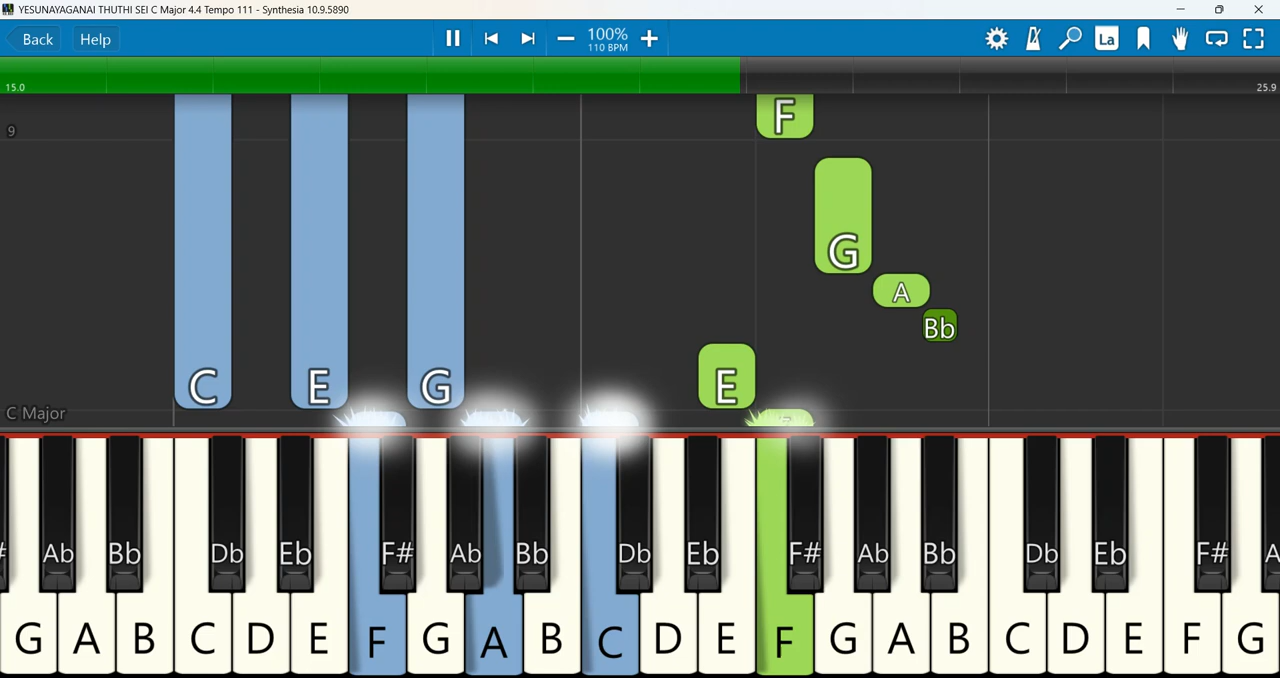 YESUNAYAGANAI THUTHI SEI C Major 4.4 Tempo 111 - Synthesia 10.9.5890
Back Help 100% La
110 BPM
15.0 25.9
F
9
G
A
Bb
C E G E
C Major
Ab Bb Db Eb F# Ab Bb Db Eb F# Ab Bb Db Eb F#
G A B C D E F G A B C D E F G A B C D E F G